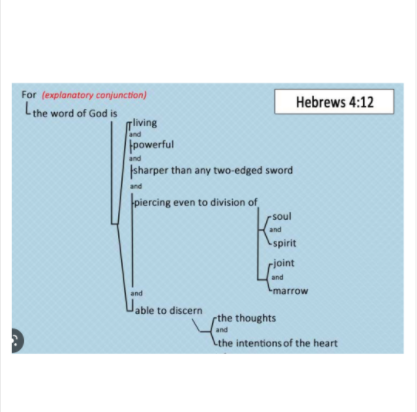 For (explanatory conjunction)
Hebrews 4:12
the word of God is
living
and
powerful
and
sharper than any two-edged sword
and
piercing even to division of
soul
and
spirit
joint
and
marrow
and
able to discern
the thoughts
and
the intentions of the heart